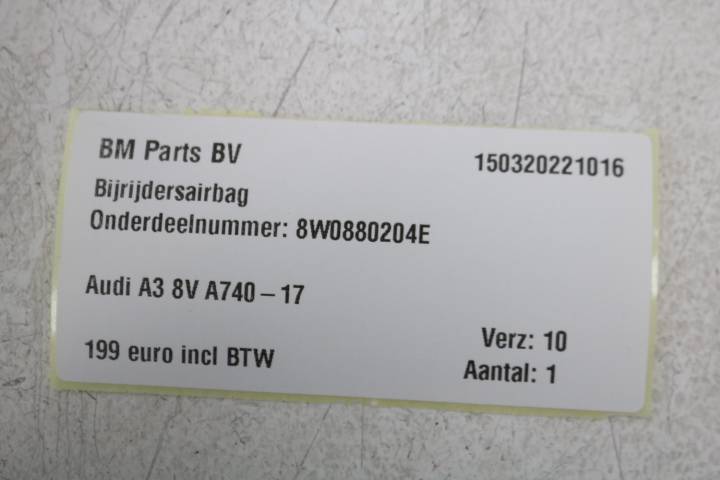 BM Parts BV
150320221016
Bijrijdersairbag
Onderdeelnummer: 8W0880204E
Audi A3 8V A740 – 17
199 euro incl BTW
Verz: 10
Aantal: 1